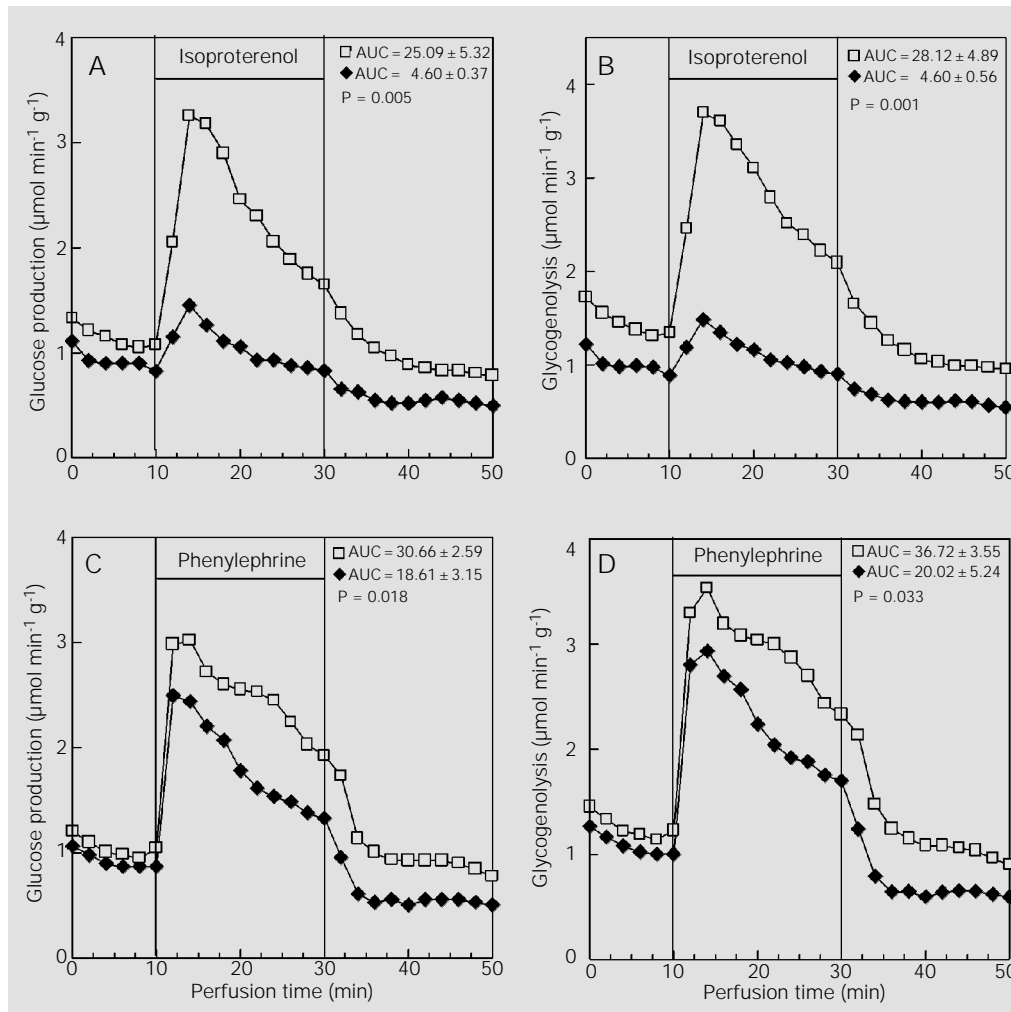 A
Isoproterenol
AUC = 25.09 ± 5.32
AUC = 4.60 ± 0.37
P = 0.005
Glucose production (µmol min⁻¹ g⁻¹)
4
3
2
1
0
0 10 20 30 40 50
B
Isoproterenol
AUC = 28.12 ± 4.89
AUC = 4.60 ± 0.56
P = 0.001
Glycogenolysis (µmol min⁻¹ g⁻¹)
4
3
2
1
0
0 10 20 30 40 50
C
Phenylephrine
AUC = 30.66 ± 2.59
AUC = 18.61 ± 3.15
P = 0.018
Glucose production (µmol min⁻¹ g⁻¹)
4
3
2
1
0
0 10 20 30 40 50
Perfusion time (min)
D
Phenylephrine
AUC = 36.72 ± 3.55
AUC = 20.02 ± 5.24
P = 0.033
Glycogenolysis (µmol min⁻¹ g⁻¹)
4
3
2
1
0
0 10 20 30 40 50
Perfusion time (min)